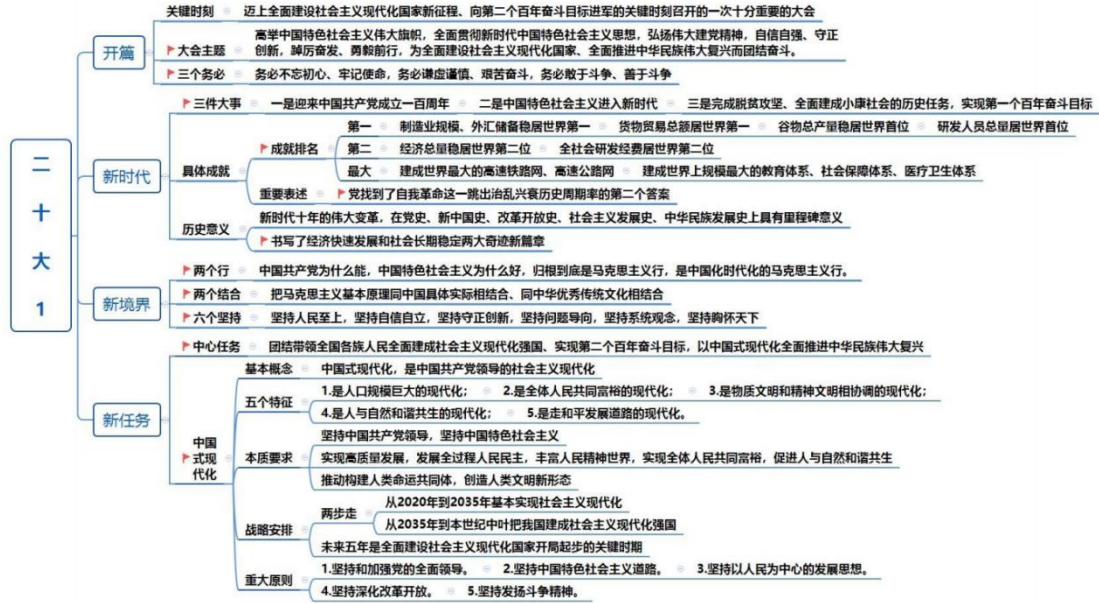 二十大1
开篇
关键时刻 迈上全面建设社会主义现代化国家新征程、向第二个百年奋斗目标进军的关键时刻召开的一次十分重要的大会
大会主题 高举中国特色社会主义伟大旗帜，全面贯彻新时代中国特色社会主义思想，弘扬伟大建党精神，自信自强、守正
创新，踔厉奋发、勇毅前行，为全面建设社会主义现代化国家、全面推进中华民族伟大复兴而团结奋斗。
三个务必 务必不忘初心、牢记使命，务必谦虚谨慎、艰苦奋斗，务必敢于斗争、善于斗争
新时代
三件大事 一是迎来中国共产党成立一百周年 二是中国特色社会主义进入新时代 三是完成脱贫攻坚、全面建成小康社会的历史任务，实现第一个百年奋斗目标
具体成就
成就排名
第一 制造业规模、外汇储备稳居世界第一 货物贸易总额居世界第一 谷物总产量稳居世界首位 研发人员总量居世界首位
第二 经济总量稳居世界第二位 全社会研发经费居世界第二位
最大 建成世界最大的高速铁路网、高速公路网 建成世界上规模最大的教育体系、社会保障体系、医疗卫生体系
重要表述 党找到了自我革命这一跳出治乱兴衰历史周期率的第二个答案
历史意义
新时代十年的伟大变革，在党史、新中国史、改革开放史、社会主义发展史、中华民族发展史上具有里程碑意义
书写了经济快速发展和社会长期稳定两大奇迹新篇章
新境界
两个行 中国共产党为什么能，中国特色社会主义为什么好，归根到底是马克思主义行，是中国化时代化的马克思主义行。
两个结合 把马克思主义基本原理同中国具体实际相结合、同中华优秀传统文化相结合
六个坚持 坚持人民至上，坚持自信自立，坚持守正创新，坚持问题导向，坚持系统观念，坚持胸怀天下
新任务
中心任务 团结带领全国各族人民全面建成社会主义现代化强国、实现第二个百年奋斗目标，以中国式现代化全面推进中华民族伟大复兴
中国
式现
代化
基本概念 中国式现代化，是中国共产党领导的社会主义现代化
五个特征
1.是人口规模巨大的现代化； 2.是全体人民共同富裕的现代化； 3.是物质文明和精神文明相协调的现代化；
4.是人与自然和谐共生的现代化； 5.是走和平发展道路的现代化。
本质要求
坚持中国共产党领导，坚持中国特色社会主义
实现高质量发展，发展全过程人民民主，丰富人民精神世界，实现全体人民共同富裕，促进人与自然和谐共生
推动构建人类命运共同体，创造人类文明新形态
战略安排
两步走
从2020年到2035年基本实现社会主义现代化
从2035年到本世纪中叶把我国建成社会主义现代化强国
未来五年是全面建设社会主义现代化国家开局起步的关键时期
重大原则
1.坚持和加强党的全面领导。 2.坚持中国特色社会主义道路。 3.坚持以人民为中心的发展思想。
4.坚持深化改革开放。 5.坚持发扬斗争精神。